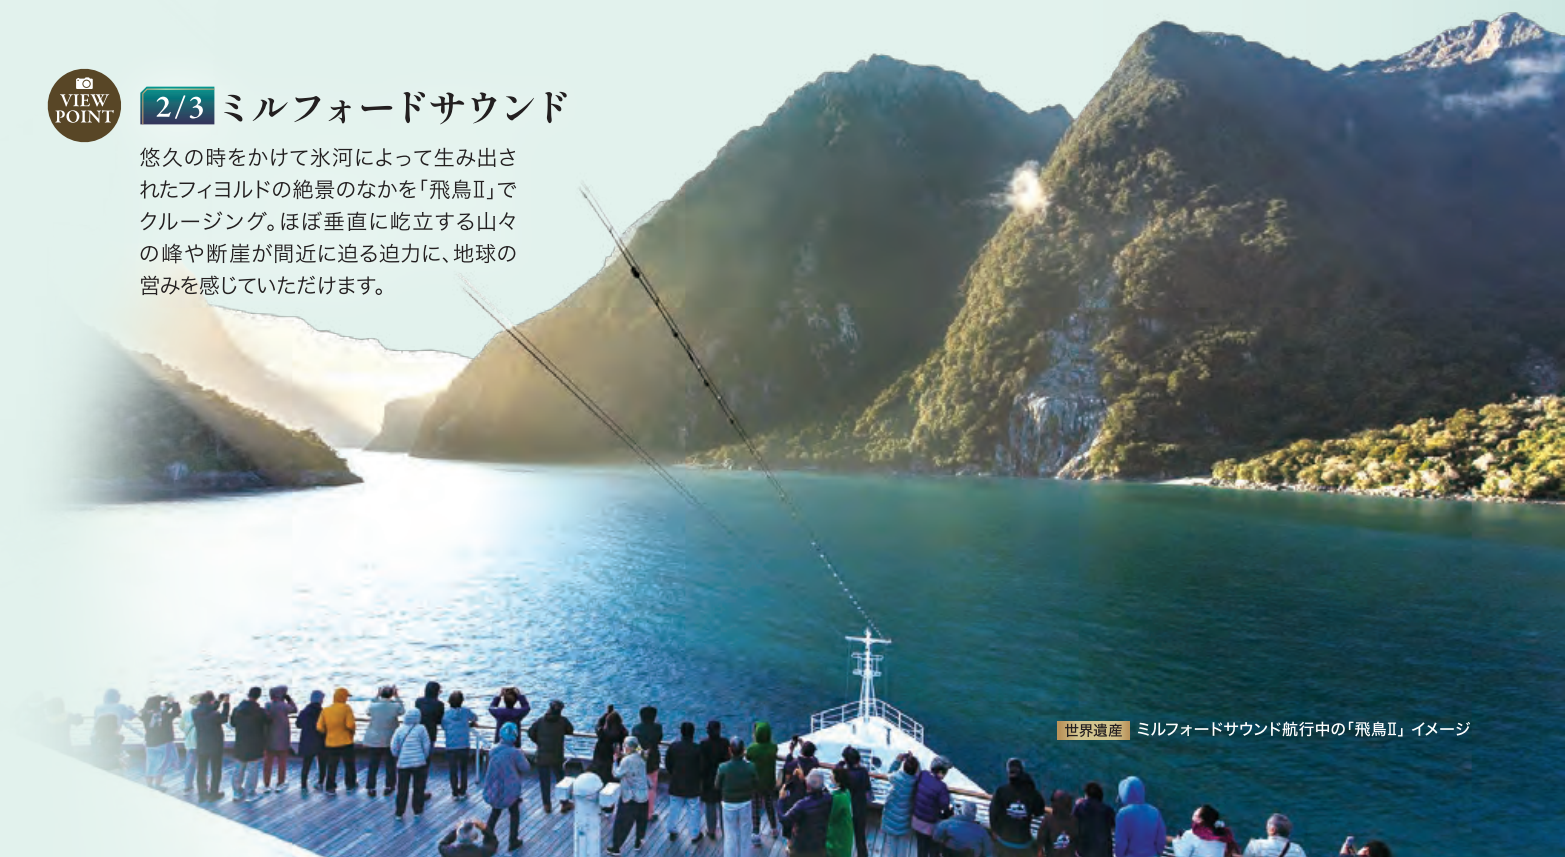 VIEW
POINT
2/3 ミルフォードサウンド
悠久の時をかけて氷河によって生み出さ
れたフィヨルドの絶景のなかを「飛鳥Ⅱ」で
クルージング。ほぼ垂直に屹立する山々
の峰や断崖が間近に迫る迫力に、地球の
営みを感じていただけます。
世界遺産 ミルフォードサウンド航行中の「飛鳥Ⅱ」 イメージ